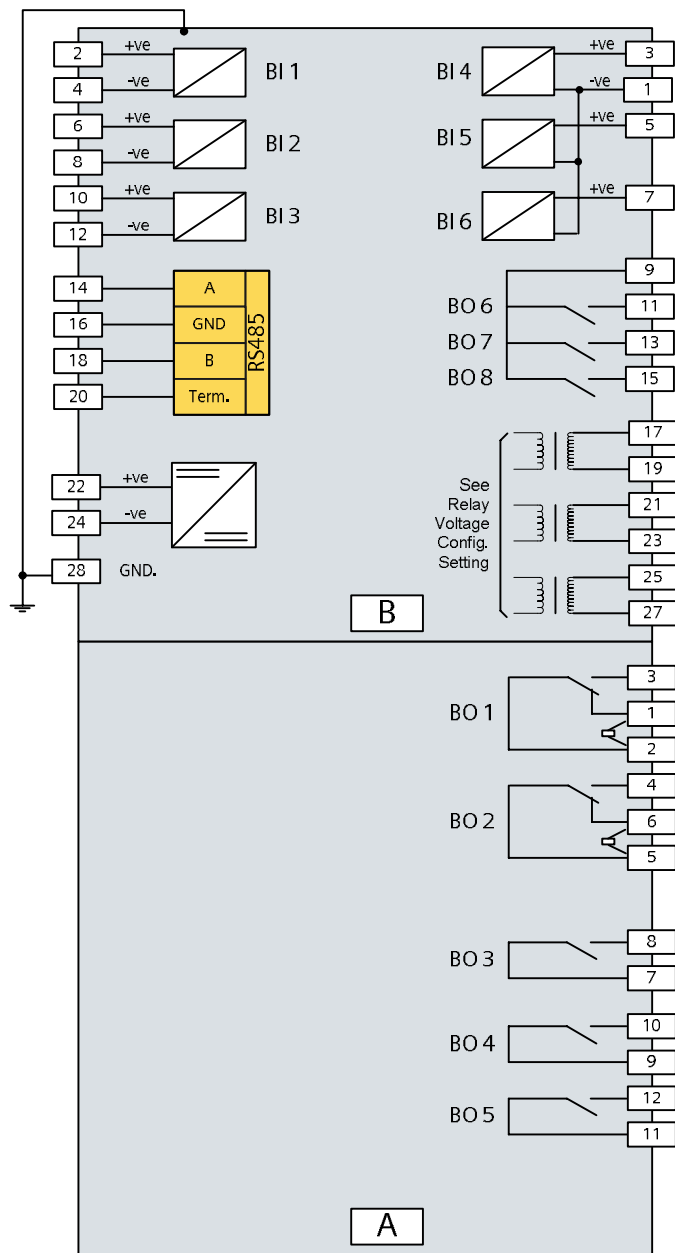 2 +ve BI 1
4 -ve
6 +ve BI 2
8 -ve
10 +ve BI 3
12 -ve
14 A
16 GND
18 B
20 Term.
RS485
22 +ve
24 -ve
28 GND.
BI 4 +ve 3
-ve 1
BI 5 +ve 5
BI 6 +ve 7
9
BO 6 11
BO 7 13
BO 8 15
17
19
21
23
25
27
See
Relay
Voltage
Config.
Setting
B
BO 1
3
1
2
BO 2
4
6
5
BO 3
8
7
BO 4
10
9
BO 5
12
11
A